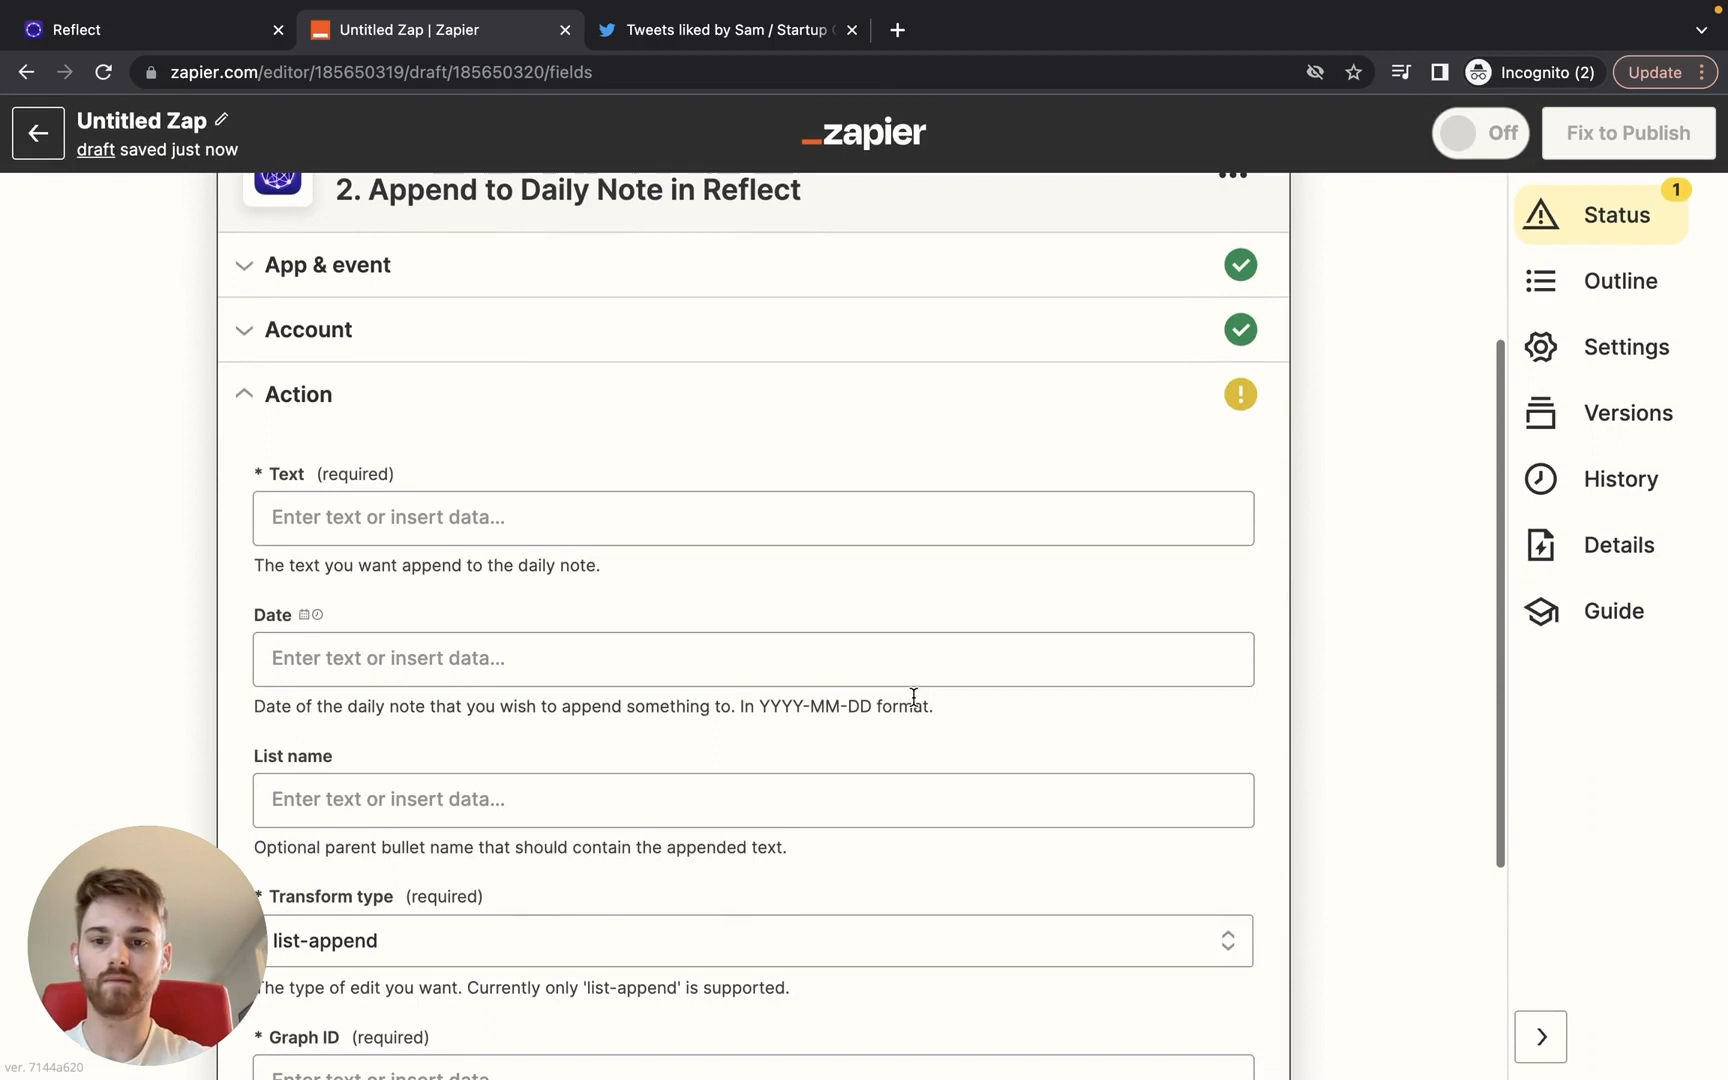 Reflect
Untitled Zap | Zapier
Tweets liked by Sam / Startup
zapier.com/editor/185650319/draft/185650320/fields
Incognito (2)
Update
Untitled Zap
draft saved just now
_zapier
Off
Fix to Publish
2. Append to Daily Note in Reflect
App & event
Account
Action
* Text (required)
Enter text or insert data...
The text you want append to the daily note.
Date
Enter text or insert data...
Date of the daily note that you wish to append something to. In YYYY-MM-DD format.
List name
Enter text or insert data...
Optional parent bullet name that should contain the appended text.
* Transform type (required)
list-append
The type of edit you want. Currently only 'list-append' is supported.
* Graph ID (required)
Enter text or insert data...
1
Status
Outline
Settings
Versions
History
Details
Guide
ver. 7144a620